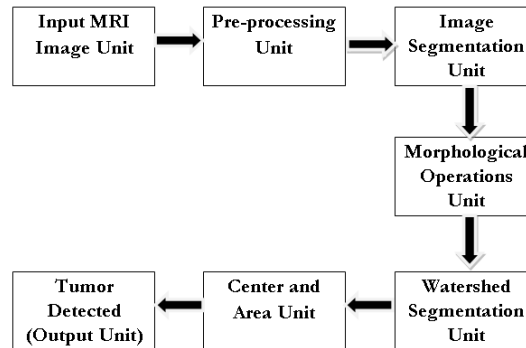 Input MRI
Image Unit
Pre-processing
Unit
Image
Segmentation
Unit
Morphological
Operations
Unit
Watershed
Segmentation
Unit
Center and
Area Unit
Tumor
Detected
(Output Unit)